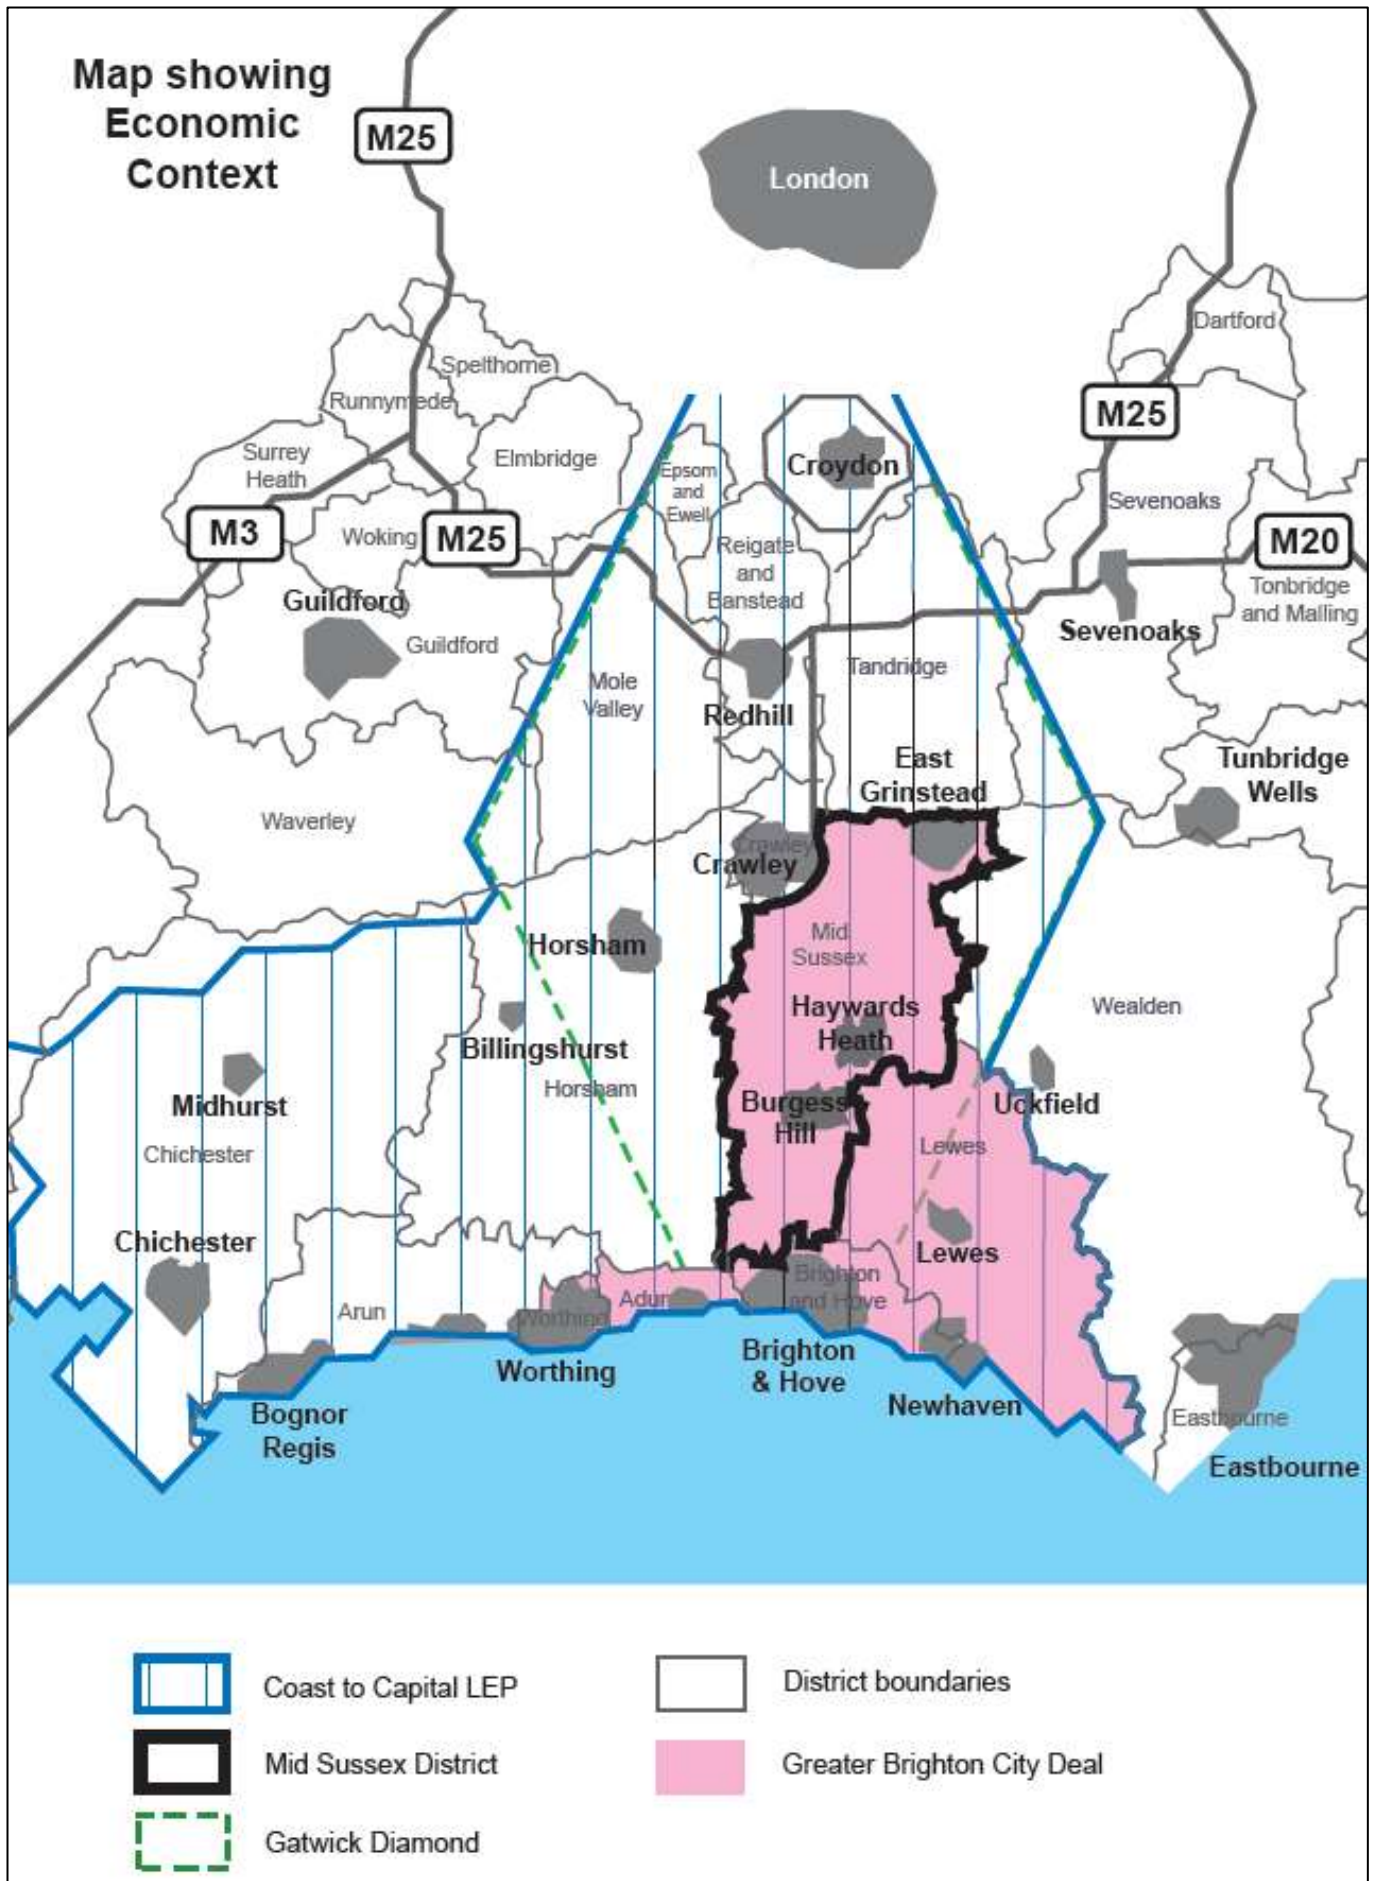 Map showing
Economic
Context
M25
London
Dartford
Spelthorne
Runnymede
M25
Surrey
Heath
Elmbridge
Epsom
and
Ewell
Croydon
Sevenoaks
M3
Woking
M25
M20
Reigate
and
Banstead
Tonbridge
and Malling
Guildford
Guildford
Sevenoaks
Mole
Valley
Tandridge
Redhill
East
Grinstead
Tunbridge
Wells
Waverley
Crawley
Crawley
Horsham
Mid
Sussex
Haywards
Heath
Wealden
Billingshurst
Horsham
Midhurst
Burgess
Hill
Uckfield
Chichester
Lewes
Chichester
Lewes
Arun
Worthing
Adur
Brighton
and Hove
Worthing
Brighton
& Hove
Newhaven
Bognor
Regis
Eastbourne
Eastbourne
Coast to Capital LEP
District boundaries
Mid Sussex District
Greater Brighton City Deal
Gatwick Diamond